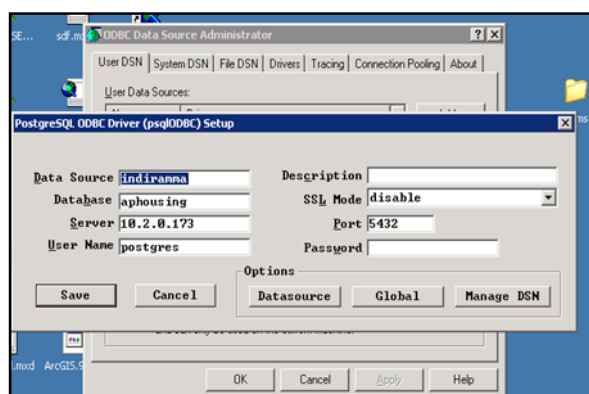 SE... sdf.m
ODBC Data Source Administrator
User DSN System DSN File DSN Drivers Tracing Connection Pooling About
User Data Sources:
PostgreSQL ODBC Driver (psqlODBC) Setup
Data Source indiramma Description
Database aphousing SSL Mode disable
Server 10.2.0.173 Port 5432
User Name postgres Password
Options
Save Cancel Datasource Global Manage DSN
.mxd ArcGIS.9
OK Cancel Apply Help